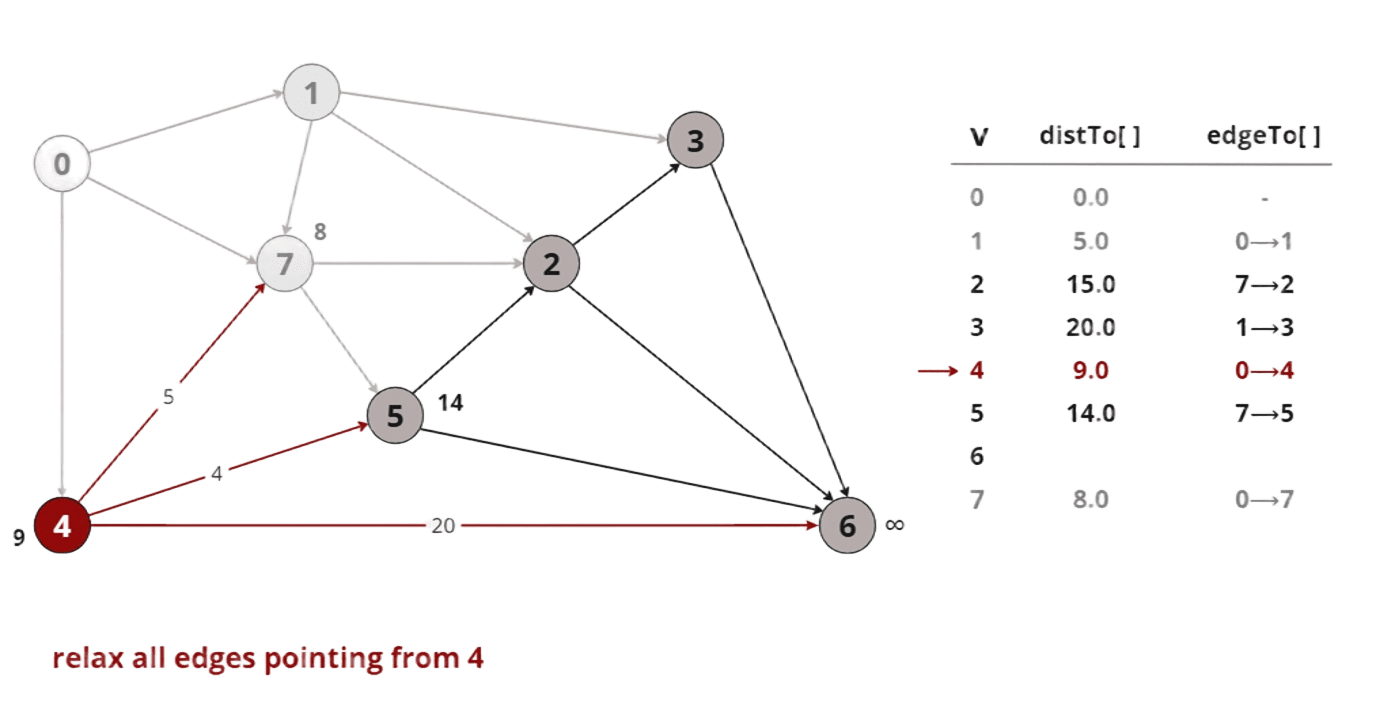 1
3
0
8
7
2
5
5
14
4
4
20
6
∞
9
V distTo[ ] edgeTo[ ]
0 0.0 -
1 5.0 0→1
2 15.0 7→2
3 20.0 1→3
→ 4 9.0 0→4
5 14.0 7→5
6
7 8.0 0→7
relax all edges pointing from 4